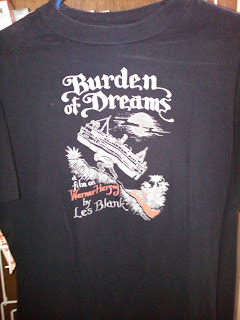 Burden
of Dreams
a
film on
Werner Herzog
by
Les Blank